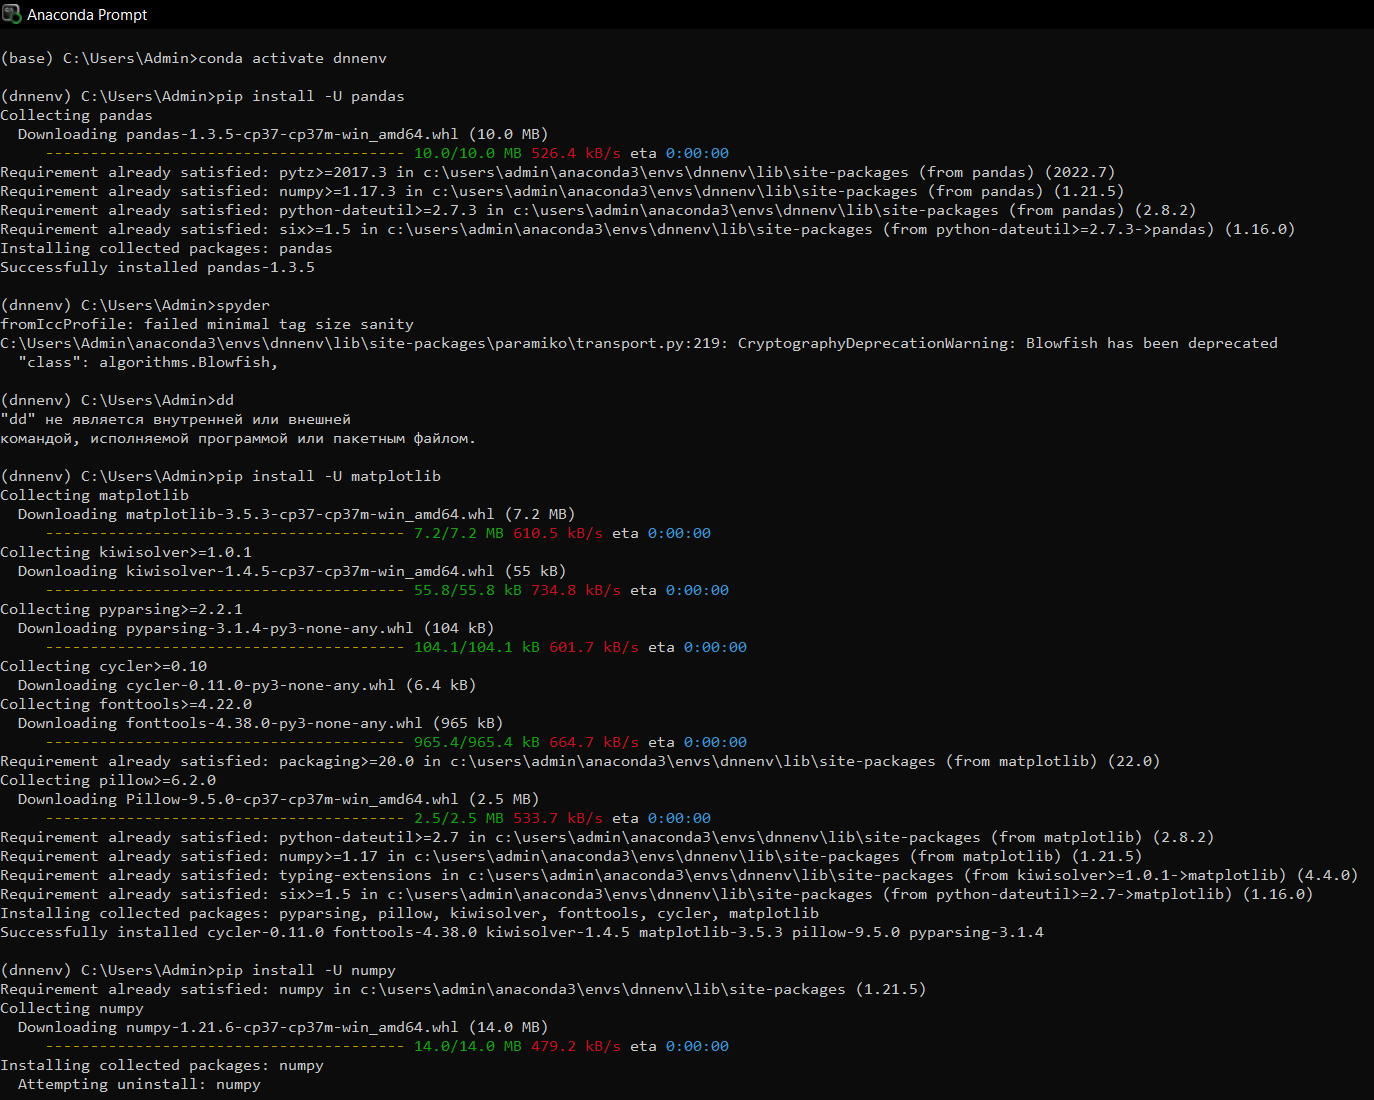 Anaconda Prompt
(base) C:\Users\Admin>conda activate dnnenv
(dnnenv) C:\Users\Admin>pip install -U pandas
Collecting pandas
  Downloading pandas-1.3.5-cp37-cp37m-win_amd64.whl (10.0 MB)
     ---------------------------------------- 10.0/10.0 MB 526.4 kB/s eta 0:00:00
Requirement already satisfied: pytz>=2017.3 in c:\users\admin\anaconda3\envs\dnnenv\lib\site-packages (from pandas) (2022.7)
Requirement already satisfied: numpy>=1.17.3 in c:\users\admin\anaconda3\envs\dnnenv\lib\site-packages (from pandas) (1.21.5)
Requirement already satisfied: python-dateutil>=2.7.3 in c:\users\admin\anaconda3\envs\dnnenv\lib\site-packages (from pandas) (2.8.2)
Requirement already satisfied: six>=1.5 in c:\users\admin\anaconda3\envs\dnnenv\lib\site-packages (from python-dateutil>=2.7.3->pandas) (1.16.0)
Installing collected packages: pandas
Successfully installed pandas-1.3.5
(dnnenv) C:\Users\Admin>spyder
fromIccProfile: failed minimal tag size sanity
C:\Users\Admin\anaconda3\envs\dnnenv\lib\site-packages\paramiko\transport.py:219: CryptographyDeprecationWarning: Blowfish has been deprecated
  "class": algorithms.Blowfish,
(dnnenv) C:\Users\Admin>dd
"dd" не является внутренней или внешней
командой, исполняемой программой или пакетным файлом.
(dnnenv) C:\Users\Admin>pip install -U matplotlib
Collecting matplotlib
  Downloading matplotlib-3.5.3-cp37-cp37m-win_amd64.whl (7.2 MB)
     ---------------------------------------- 7.2/7.2 MB 610.5 kB/s eta 0:00:00
Collecting kiwisolver>=1.0.1
  Downloading kiwisolver-1.4.5-cp37-cp37m-win_amd64.whl (55 kB)
     ---------------------------------------- 55.8/55.8 kB 734.8 kB/s eta 0:00:00
Collecting pyparsing>=2.2.1
  Downloading pyparsing-3.1.4-py3-none-any.whl (104 kB)
     ---------------------------------------- 104.1/104.1 kB 601.7 kB/s eta 0:00:00
Collecting cycler>=0.10
  Downloading cycler-0.11.0-py3-none-any.whl (6.4 kB)
Collecting fonttools>=4.22.0
  Downloading fonttools-4.38.0-py3-none-any.whl (965 kB)
     ---------------------------------------- 965.4/965.4 kB 664.7 kB/s eta 0:00:00
Requirement already satisfied: packaging>=20.0 in c:\users\admin\anaconda3\envs\dnnenv\lib\site-packages (from matplotlib) (22.0)
Collecting pillow>=6.2.0
  Downloading Pillow-9.5.0-cp37-cp37m-win_amd64.whl (2.5 MB)
     ---------------------------------------- 2.5/2.5 MB 533.7 kB/s eta 0:00:00
Requirement already satisfied: python-dateutil>=2.7 in c:\users\admin\anaconda3\envs\dnnenv\lib\site-packages (from matplotlib) (2.8.2)
Requirement already satisfied: numpy>=1.17 in c:\users\admin\anaconda3\envs\dnnenv\lib\site-packages (from matplotlib) (1.21.5)
Requirement already satisfied: typing-extensions in c:\users\admin\anaconda3\envs\dnnenv\lib\site-packages (from kiwisolver>=1.0.1->matplotlib) (4.4.0)
Requirement already satisfied: six>=1.5 in c:\users\admin\anaconda3\envs\dnnenv\lib\site-packages (from python-dateutil>=2.7->matplotlib) (1.16.0)
Installing collected packages: pyparsing, pillow, kiwisolver, fonttools, cycler, matplotlib
Successfully installed cycler-0.11.0 fonttools-4.38.0 kiwisolver-1.4.5 matplotlib-3.5.3 pillow-9.5.0 pyparsing-3.1.4
(dnnenv) C:\Users\Admin>pip install -U numpy
Requirement already satisfied: numpy in c:\users\admin\anaconda3\envs\dnnenv\lib\site-packages (1.21.5)
Collecting numpy
  Downloading numpy-1.21.6-cp37-cp37m-win_amd64.whl (14.0 MB)
     ---------------------------------------- 14.0/14.0 MB 479.2 kB/s eta 0:00:00
Installing collected packages: numpy
  Attempting uninstall: numpy